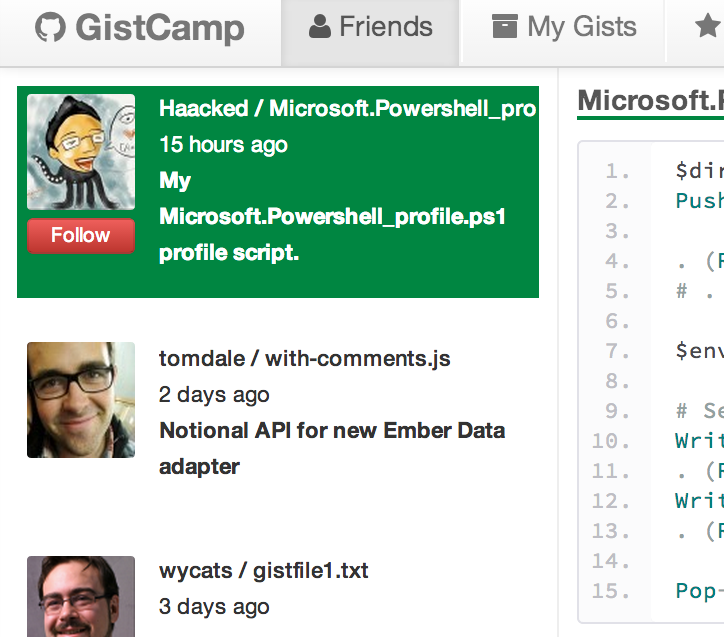 GistCamp
Friends
My Gists
Haacked / Microsoft.Powershell_pro
15 hours ago
My
Microsoft.Powershell_profile.ps1
profile script.
Follow
tomdale / with-comments.js
2 days ago
Notional API for new Ember Data
adapter
wycats / gistfile1.txt
3 days ago
Microsoft.
1. $dir
2. Push
3.
4. . (
5. # .
6.
7. $env
8.
9. # Se
10. Writ
11. . (
12. Writ
13. . (
14.
15. Pop-